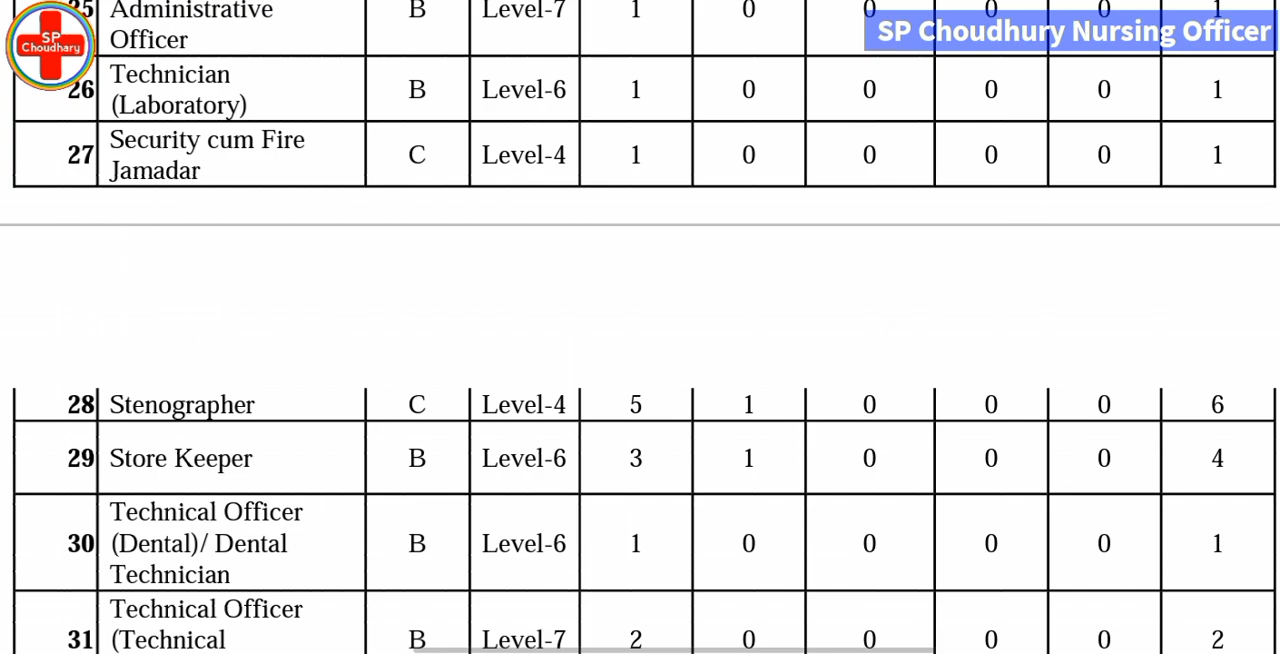 SP
Choudhary
SP Choudhury Nursing Officer
25 Administrative Officer B Level-7 1 0 0 0 0 1
26 Technician (Laboratory) B Level-6 1 0 0 0 0 1
27 Security cum Fire Jamadar C Level-4 1 0 0 0 0 1
28 Stenographer C Level-4 5 1 0 0 0 6
29 Store Keeper B Level-6 3 1 0 0 0 4
30 Technical Officer (Dental)/ Dental Technician B Level-6 1 0 0 0 0 1
31 Technical Officer (Technical B Level-7 2 0 0 0 0 2